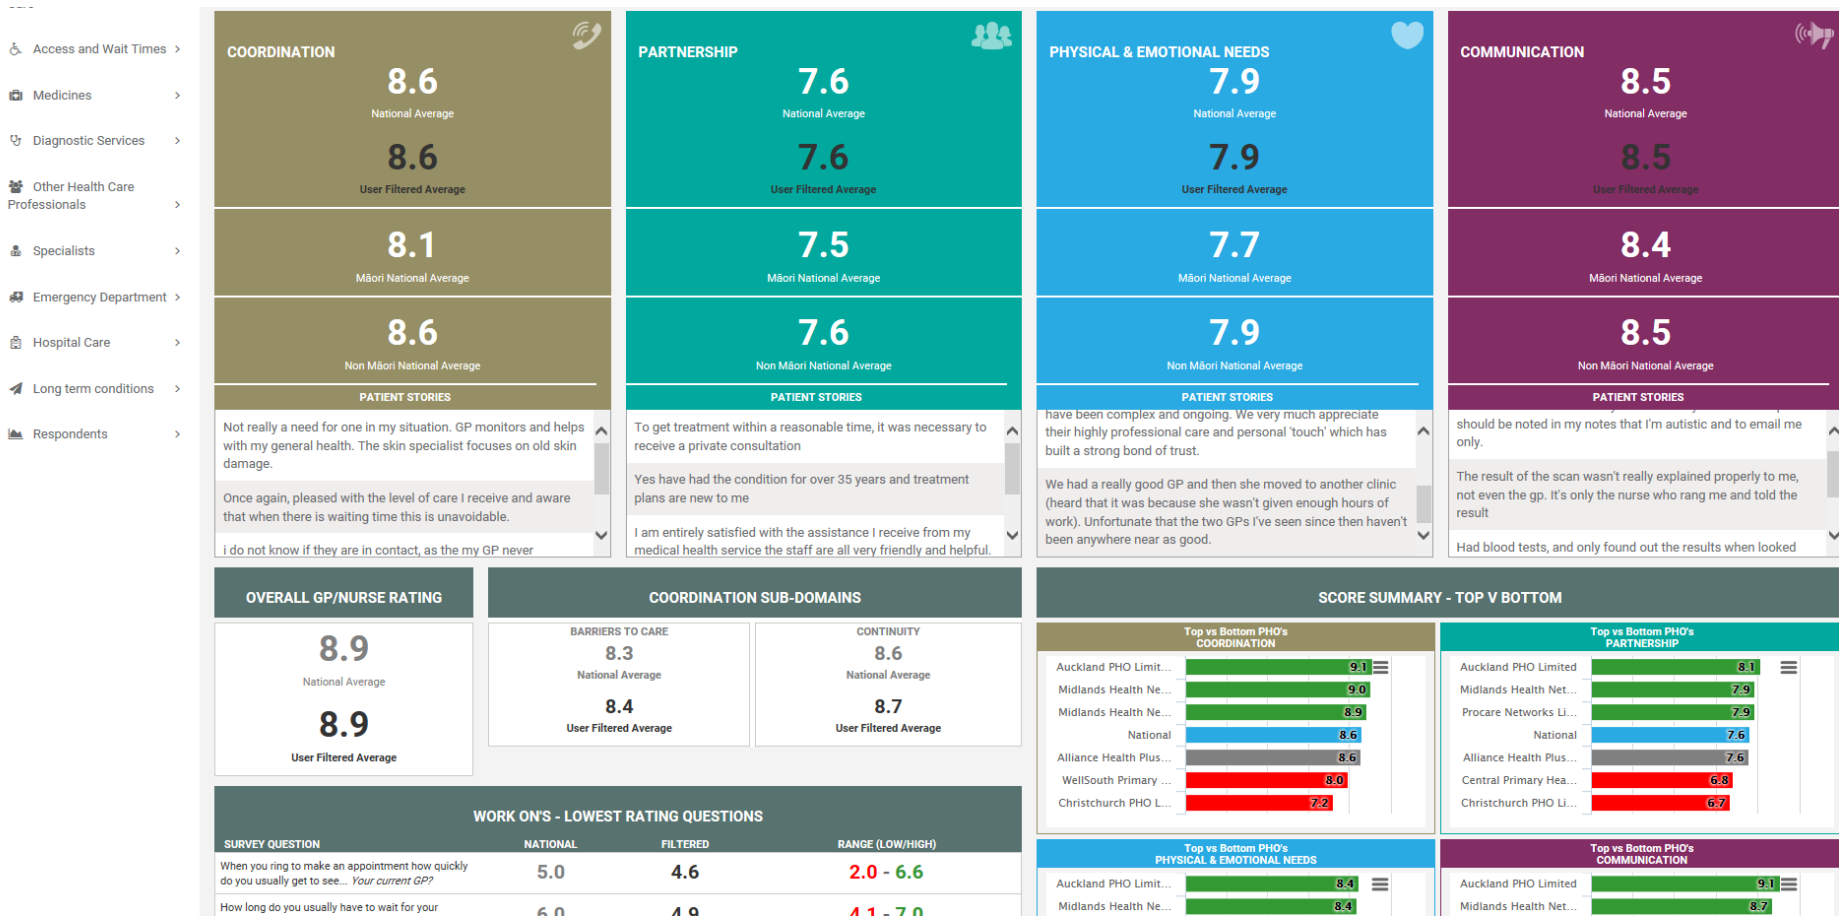 Access and Wait Times
Medicines
Diagnostic Services
Other Health Care
Professionals
Specialists
Emergency Department
Hospital Care
Long term conditions
Respondents
COORDINATION
8.6
National Average
8.6
User Filtered Average
8.1
Māori National Average
8.6
Non Māori National Average
PATIENT STORIES
Not really a need for one in my situation. GP monitors and helps
with my general health. The skin specialist focuses on old skin
damage.
Once again, pleased with the level of care I receive and aware
that when there is waiting time this is unavoidable.
i do not know if they are in contact, as the my GP never
PARTNERSHIP
7.6
National Average
7.6
User Filtered Average
7.5
Māori National Average
7.6
Non Māori National Average
PATIENT STORIES
To get treatment within a reasonable time, it was necessary to
receive a private consultation
Yes have had the condition for over 35 years and treatment
plans are new to me
I am entirely satisfied with the assistance I receive from my
medical health service the staff are all very friendly and helpful.
PHYSICAL & EMOTIONAL NEEDS
7.9
National Average
7.9
User Filtered Average
7.7
Māori National Average
7.9
Non Māori National Average
PATIENT STORIES
have been complex and ongoing. We very much appreciate
their highly professional care and personal 'touch' which has
built a strong bond of trust.
We had a really good GP and then she moved to another clinic
(heard that it was because she wasn't given enough hours of
work). Unfortunate that the two GPs I've seen since then haven't
been anywhere near as good.
COMMUNICATION
8.5
National Average
8.5
User Filtered Average
8.4
Māori National Average
8.5
Non Māori National Average
PATIENT STORIES
should be noted in my notes that I'm autistic and to email me
only.
The result of the scan wasn't really explained properly to me,
not even the gp. It's only the nurse who rang me and told the
result
Had blood tests, and only found out the results when looked
OVERALL GP/NURSE RATING
8.9
National Average
8.9
User Filtered Average
COORDINATION SUB-DOMAINS
BARRIERS TO CARE
8.3
National Average
8.4
User Filtered Average
CONTINUITY
8.6
National Average
8.7
User Filtered Average
WORK ON'S - LOWEST RATING QUESTIONS
SURVEY QUESTION NATIONAL FILTERED RANGE (LOW/HIGH)
When you ring to make an appointment how quickly
do you usually get to see... Your current GP?
5.0 4.6 2.0 - 6.6
How long do you usually have to wait for your
6.0 4.9 4.1 - 7.0
SCORE SUMMARY - TOP V BOTTOM
Top vs Bottom PHO's
COORDINATION
Auckland PHO Limit... 9.1
Midlands Health Ne... 9.0
Midlands Health Ne... 8.9
National 8.6
Alliance Health Plus... 8.6
WellSouth Primary ... 8.0
Christchurch PHO L... 7.2
Top vs Bottom PHO's
PARTNERSHIP
Auckland PHO Limited 8.1
Midlands Health Net... 7.9
Procare Networks Li... 7.9
National 7.6
Alliance Health Plus... 7.6
Central Primary Hea... 6.8
Christchurch PHO Li... 6.7
Top vs Bottom PHO's
PHYSICAL & EMOTIONAL NEEDS
Auckland PHO Limit... 8.4
Midlands Health Ne... 8.4
Top vs Bottom PHO's
COMMUNICATION
Auckland PHO Limited 9.1
Midlands Health Net... 8.7